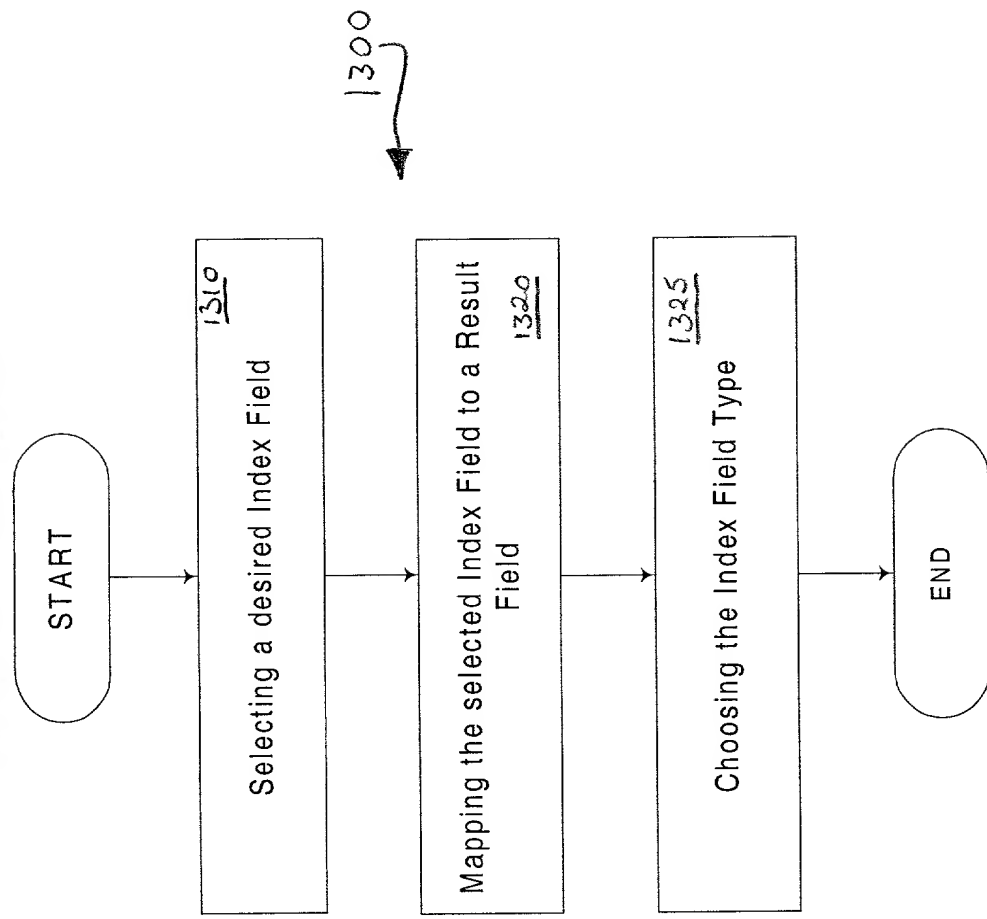 START
1300
1310
Selecting a desired Index Field
Mapping the selected Index Field to a Result
Field
1320
1325
Choosing the Index Field Type
END